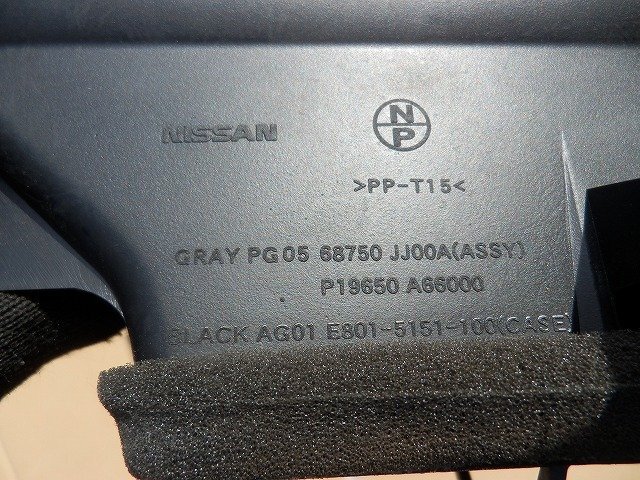 NISSAN
N P
>PP-T15<
GRAY PG05 68750 JJ00A(ASSY)
P19650 A66000
BLACK AG01 E801-5151-100(CASE)